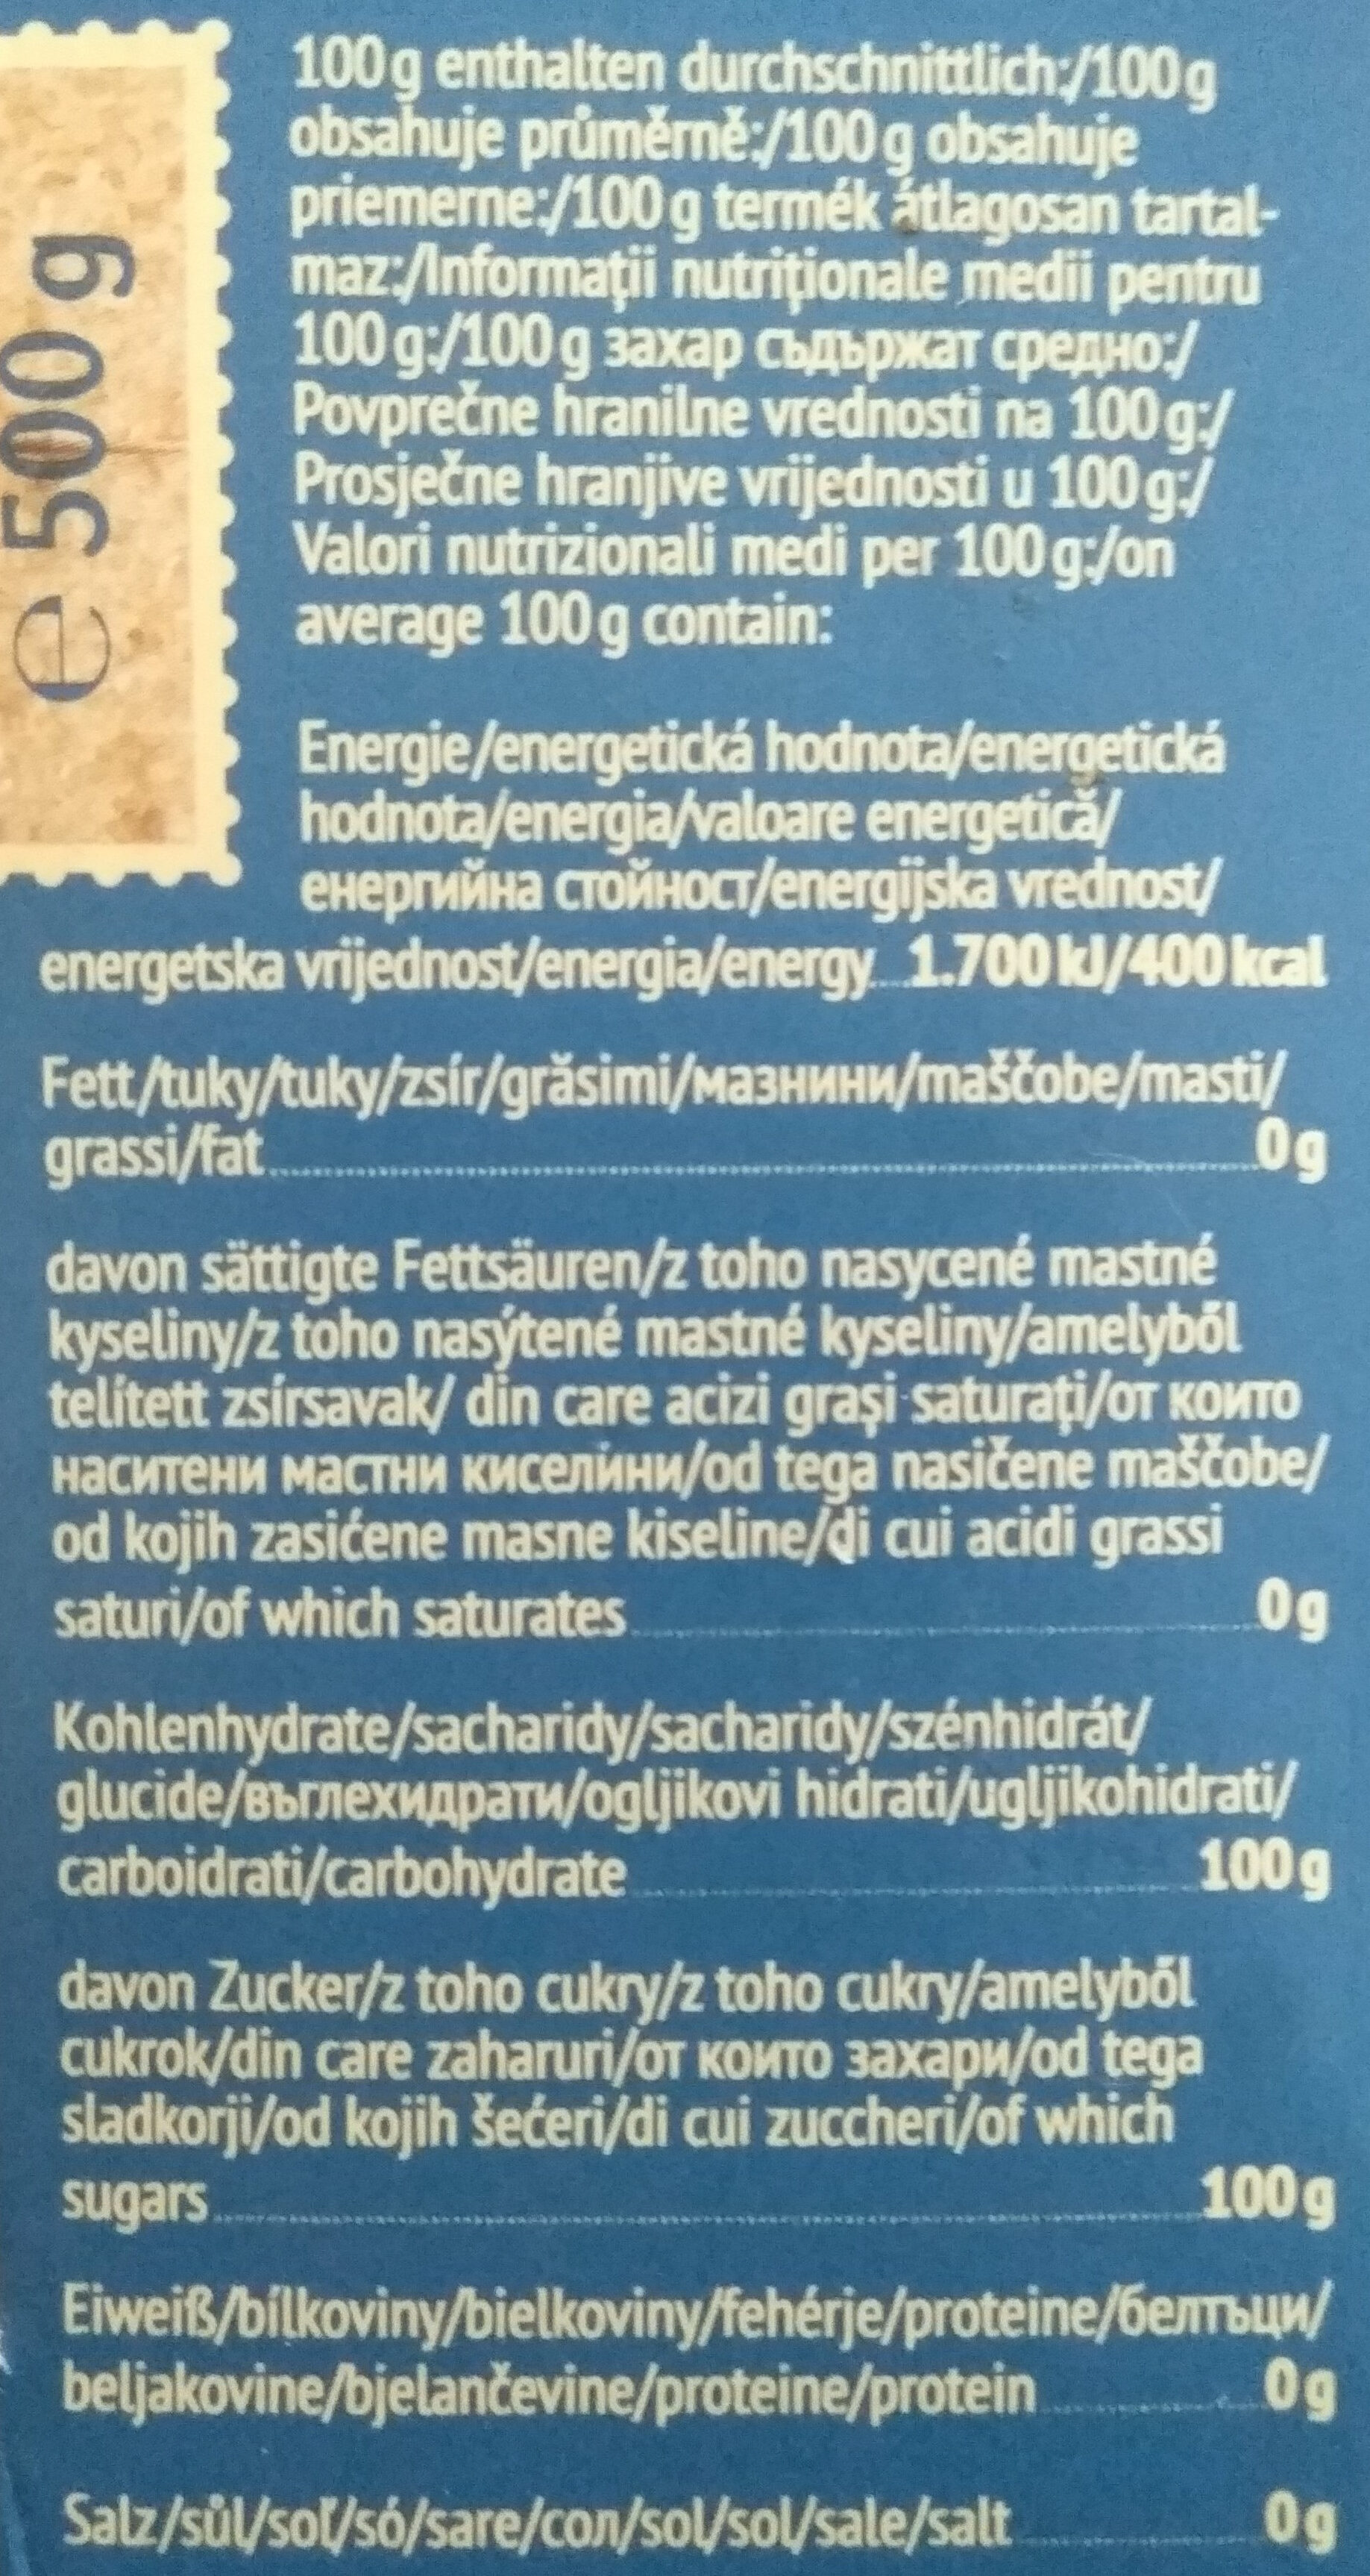 e 500 g
100 g enthalten durchschnittlich:/100 g
obsahuje průměrně:/100 g obsahuje
priemerne:/100 g termék átlagosan tartal-
maz:/Informaţii nutriţionale medii pentru
100 g:/100 g захар съдържат средно:/
Povprečne hranilne vrednosti na 100 g:/
Prosječne hranjive vrijednosti u 100 g:/
Valori nutrizionali medi per 100 g:/on
average 100 g contain:
Energie/energetická hodnota/energetická
hodnota/energia/valoare energetică/
енергийна стойност/energijska vrednost/
energetska vrijednost/energia/energy 1.700 kJ/400 kcal
Fett/tuky/tuky/zsír/grăsimi/мазнини/maščobe/masti/
grassi/fat 0 g
davon sättigte Fettsäuren/z toho nasycené mastné
kyseliny/z toho nasýtené mastné kyseliny/amelyből
telített zsírsavak/ din care acizi graşi saturaţi/от които
наситени мастни киселини/od tega nasičene maščobe/
od kojih zasićene masne kiseline/di cui acidi grassi
saturi/of which saturates 0 g
Kohlenhydrate/sacharidy/sacharidy/szénhidrát/
glucide/въглехидрати/ogljikovi hidrati/ugljikohidrati/
carboidrati/carbohydrate 100 g
davon Zucker/z toho cukry/z toho cukry/amelyből
cukrok/din care zaharuri/от които захари/od tega
sladkorji/od kojih šećeri/di cui zuccheri/of which
sugars 100 g
Eiweiß/bílkoviny/bielkoviny/fehérje/proteine/белтъци/
beljakovine/bjelančevine/proteine/protein 0 g
Salz/sůl/soľ/só/sare/сол/sol/sol/sale/salt 0 g